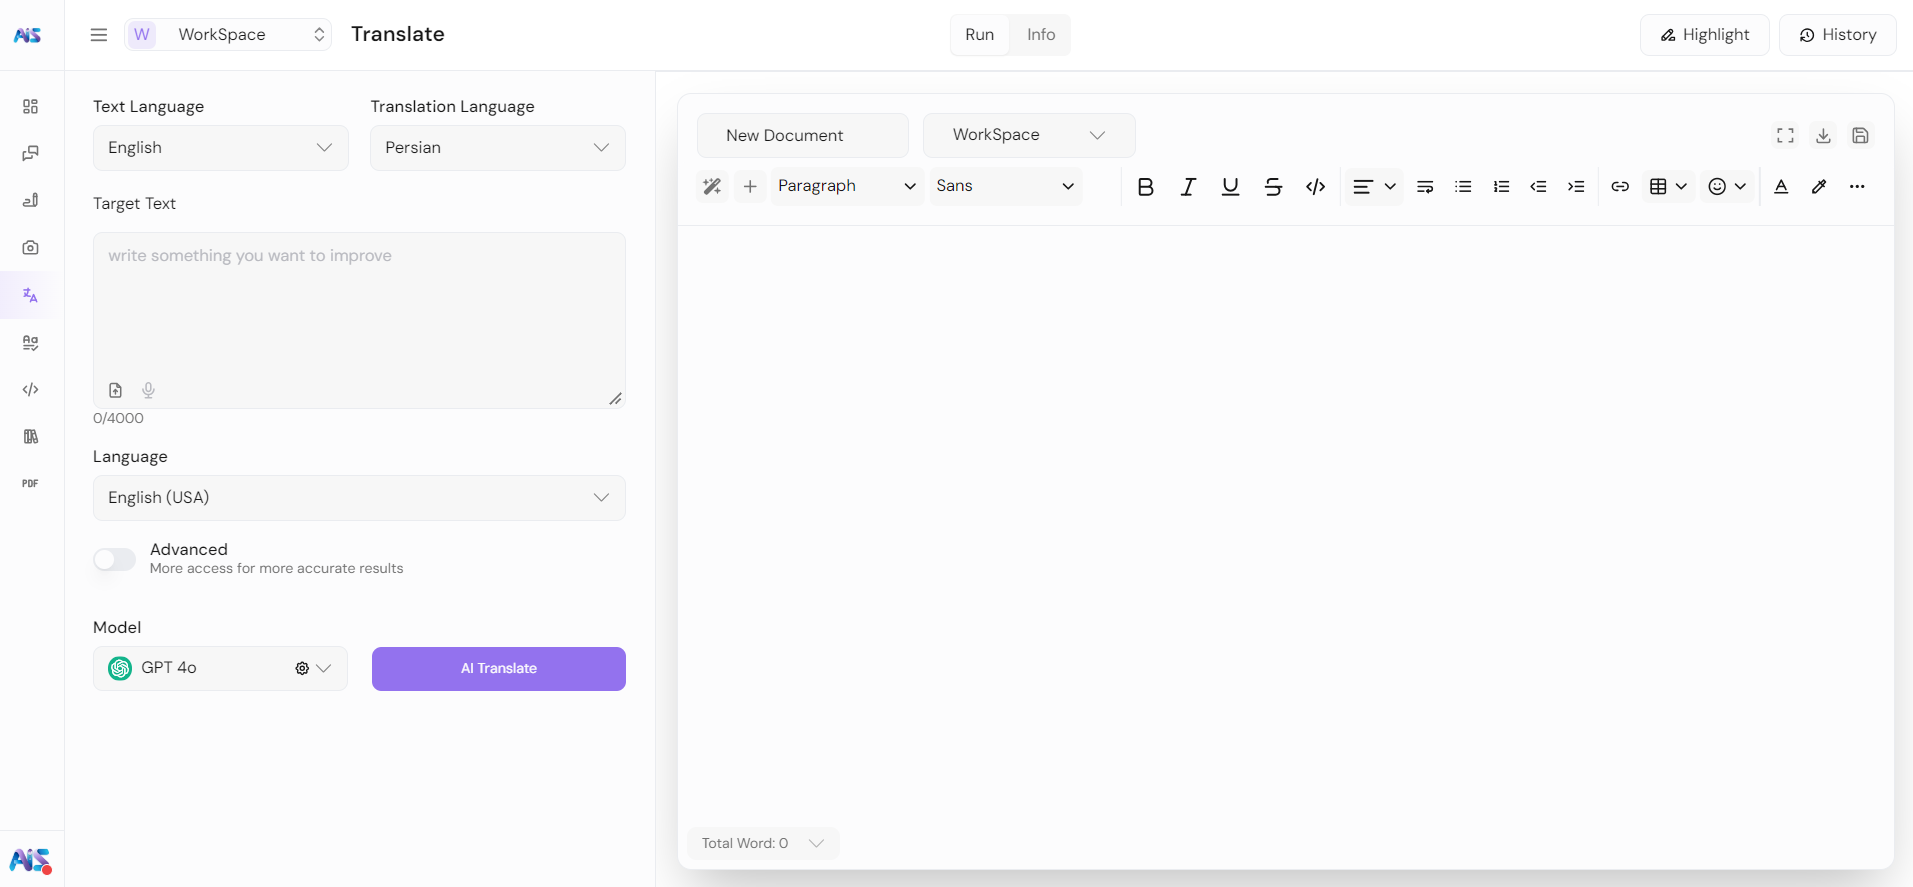 AIS
W WorkSpace
Translate
Run Info
Highlight
History
Text Language
English
Translation Language
Persian
Target Text
write something you want to improve
0/4000
Language
English (USA)
Advanced
More access for more accurate results
Model
GPT 4o
AI Translate
PDF
AIS
New Document
WorkSpace
Paragraph
Sans
Total Word: 0